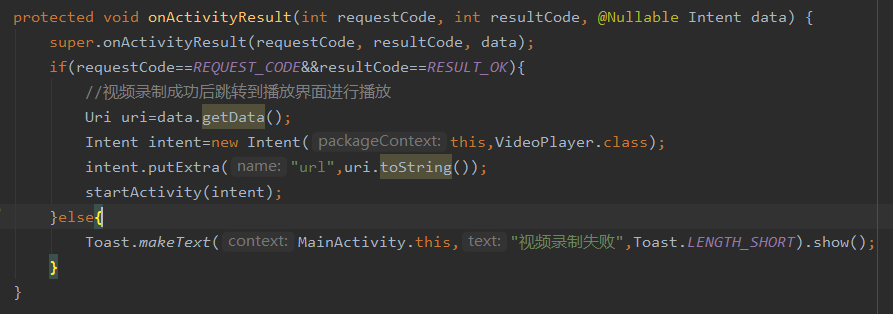 protected void onActivityResult(int requestCode, int resultCode, @Nullable Intent data) {
super.onActivityResult(requestCode, resultCode, data);
if(requestCode==REQUEST_CODE&&resultCode==RESULT_OK){
//视频录制成功后跳转到播放界面进行播放
Uri uri=data.getData();
Intent intent=new Intent( packageContext: this,VideoPlayer.class);
intent.putExtra( name: "url",uri.toString());
startActivity(intent);
}else{
Toast.makeText( context: MainActivity.this, text: "视频录制失败",Toast.LENGTH_SHORT).show();
}
}